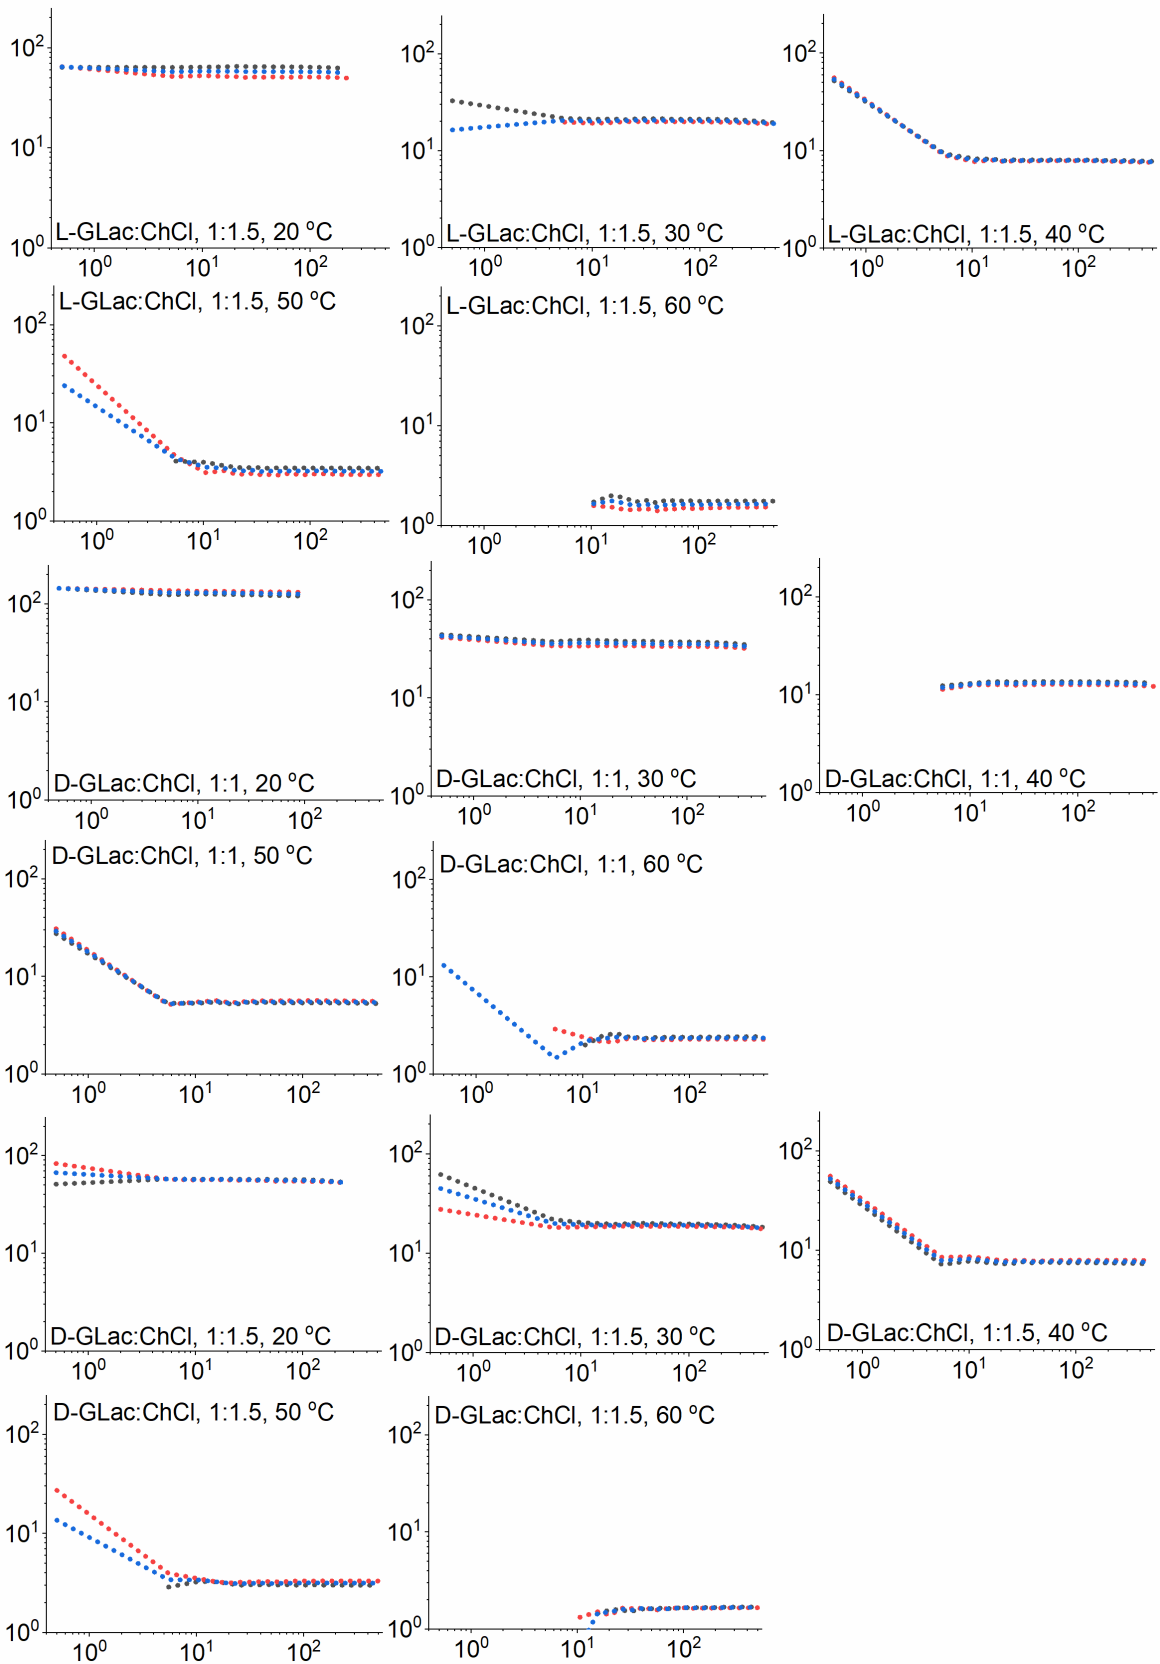 10² 10² 10²
10¹ 10¹ 10¹
L-GLac:ChCl, 1:1.5, 20 °C L-GLac:ChCl, 1:1.5, 30 °C L-GLac:ChCl, 1:1.5, 40 °C
10⁰ 10⁰ 10⁰
10⁰ 10¹ 10² 10⁰ 10¹ 10² 10⁰ 10¹ 10²
L-GLac:ChCl, 1:1.5, 50 °C L-GLac:ChCl, 1:1.5, 60 °C
10² 10²
10¹ 10¹
10⁰ 10⁰
10⁰ 10¹ 10² 10⁰ 10¹ 10²
10² 10² 10²
10¹ 10¹ 10¹
D-GLac:ChCl, 1:1, 20 °C D-GLac:ChCl, 1:1, 30 °C D-GLac:ChCl, 1:1, 40 °C
10⁰ 10⁰ 10⁰
10⁰ 10¹ 10² 10⁰ 10¹ 10² 10⁰ 10¹ 10²
D-GLac:ChCl, 1:1, 50 °C D-GLac:ChCl, 1:1, 60 °C
10² 10²
10¹ 10¹
10⁰ 10⁰
10⁰ 10¹ 10² 10⁰ 10¹ 10²
10² 10² 10²
10¹ 10¹ 10¹
D-GLac:ChCl, 1:1.5, 20 °C D-GLac:ChCl, 1:1.5, 30 °C D-GLac:ChCl, 1:1.5, 40 °C
10⁰ 10⁰ 10⁰
10⁰ 10¹ 10² 10⁰ 10¹ 10² 10⁰ 10¹ 10²
D-GLac:ChCl, 1:1.5, 50 °C D-GLac:ChCl, 1:1.5, 60 °C
10² 10²
10¹ 10¹
10⁰ 10⁰
10⁰ 10¹ 10² 10⁰ 10¹ 10²